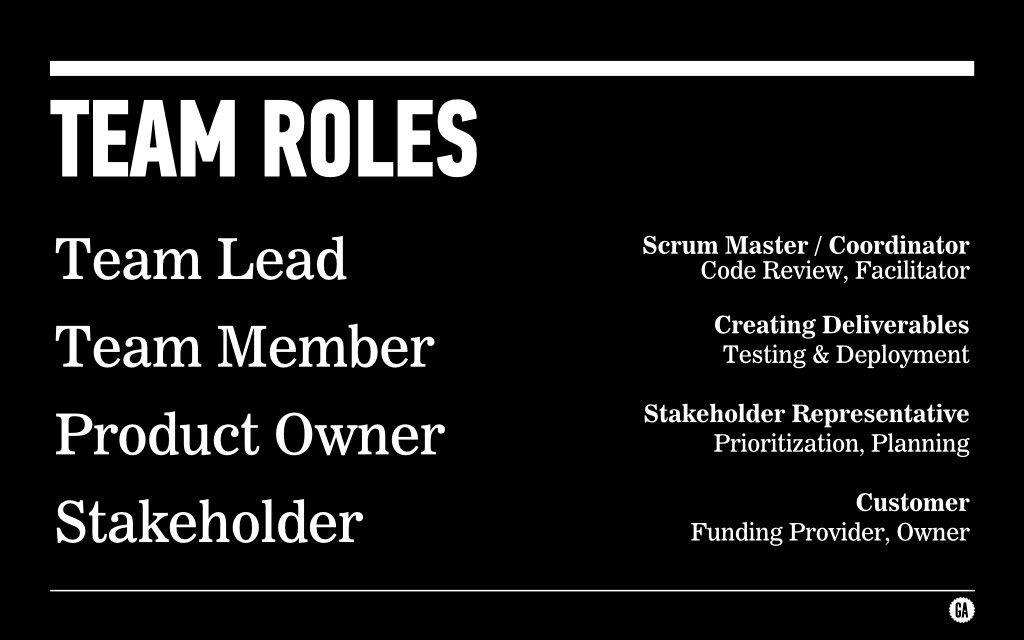 TEAM ROLES
Team Lead
Scrum Master / Coordinator
Code Review, Facilitator
Team Member
Creating Deliverables
Testing & Deployment
Product Owner
Stakeholder Representative
Prioritization, Planning
Stakeholder
Customer
Funding Provider, Owner
GA